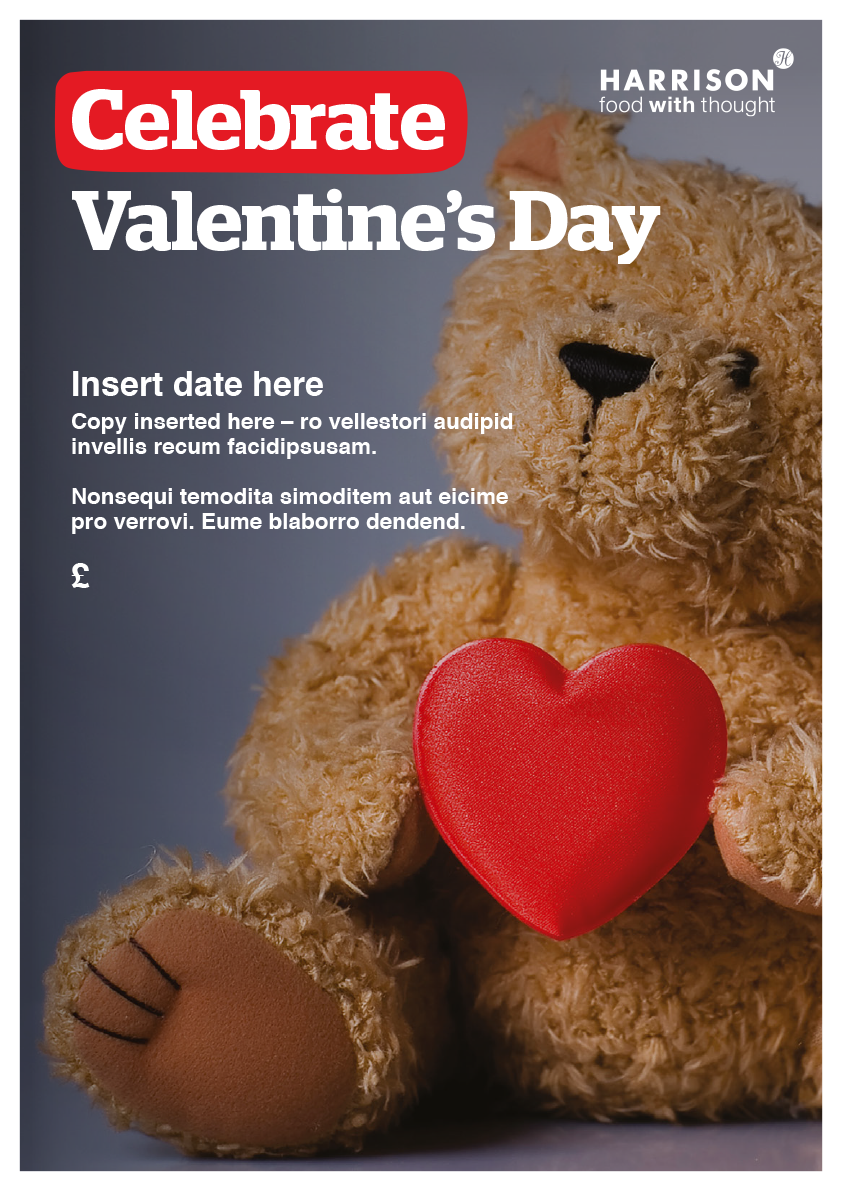 Celebrate
Valentine's Day
H
HARRISON
food with thought
Insert date here
Copy inserted here – ro vellestori audipid
invellis recum facidipsusam.
Nonsequi temodita simoditem aut eicime
pro verrovi. Eume blaborro dendend.
£